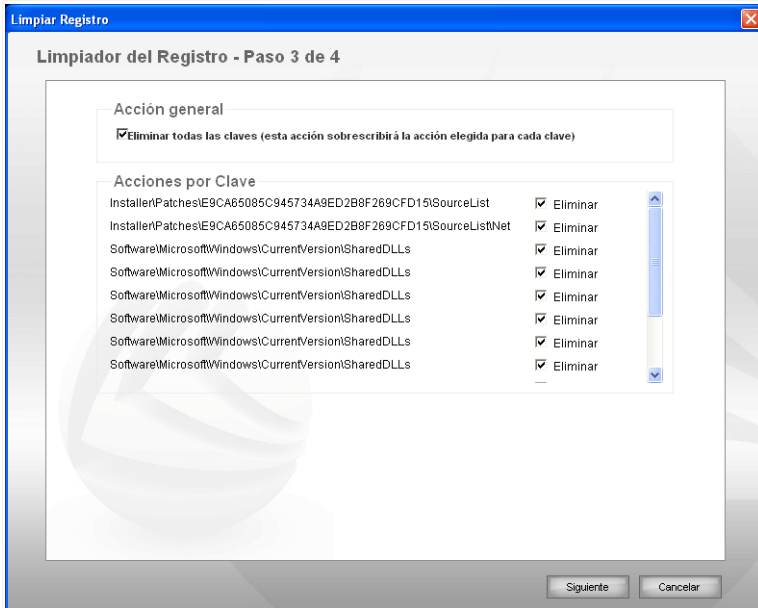 Limpiar Registro
Limpiador del Registro - Paso 3 de 4
Acción general
Eliminar todas las claves (esta acción sobrescribirá la acción elegida para cada clave)
Acciones por Clave
Installer\Patches\E9CA65085C945734A9ED2B8F269CFD15\SourceList Eliminar
Installer\Patches\E9CA65085C945734A9ED2B8F269CFD15\SourceList\Net Eliminar
Software\Microsoft\Windows\CurrentVersion\SharedDLLs Eliminar
Software\Microsoft\Windows\CurrentVersion\SharedDLLs Eliminar
Software\Microsoft\Windows\CurrentVersion\SharedDLLs Eliminar
Software\Microsoft\Windows\CurrentVersion\SharedDLLs Eliminar
Software\Microsoft\Windows\CurrentVersion\SharedDLLs Eliminar
Software\Microsoft\Windows\CurrentVersion\SharedDLLs Eliminar
Siguiente Cancelar